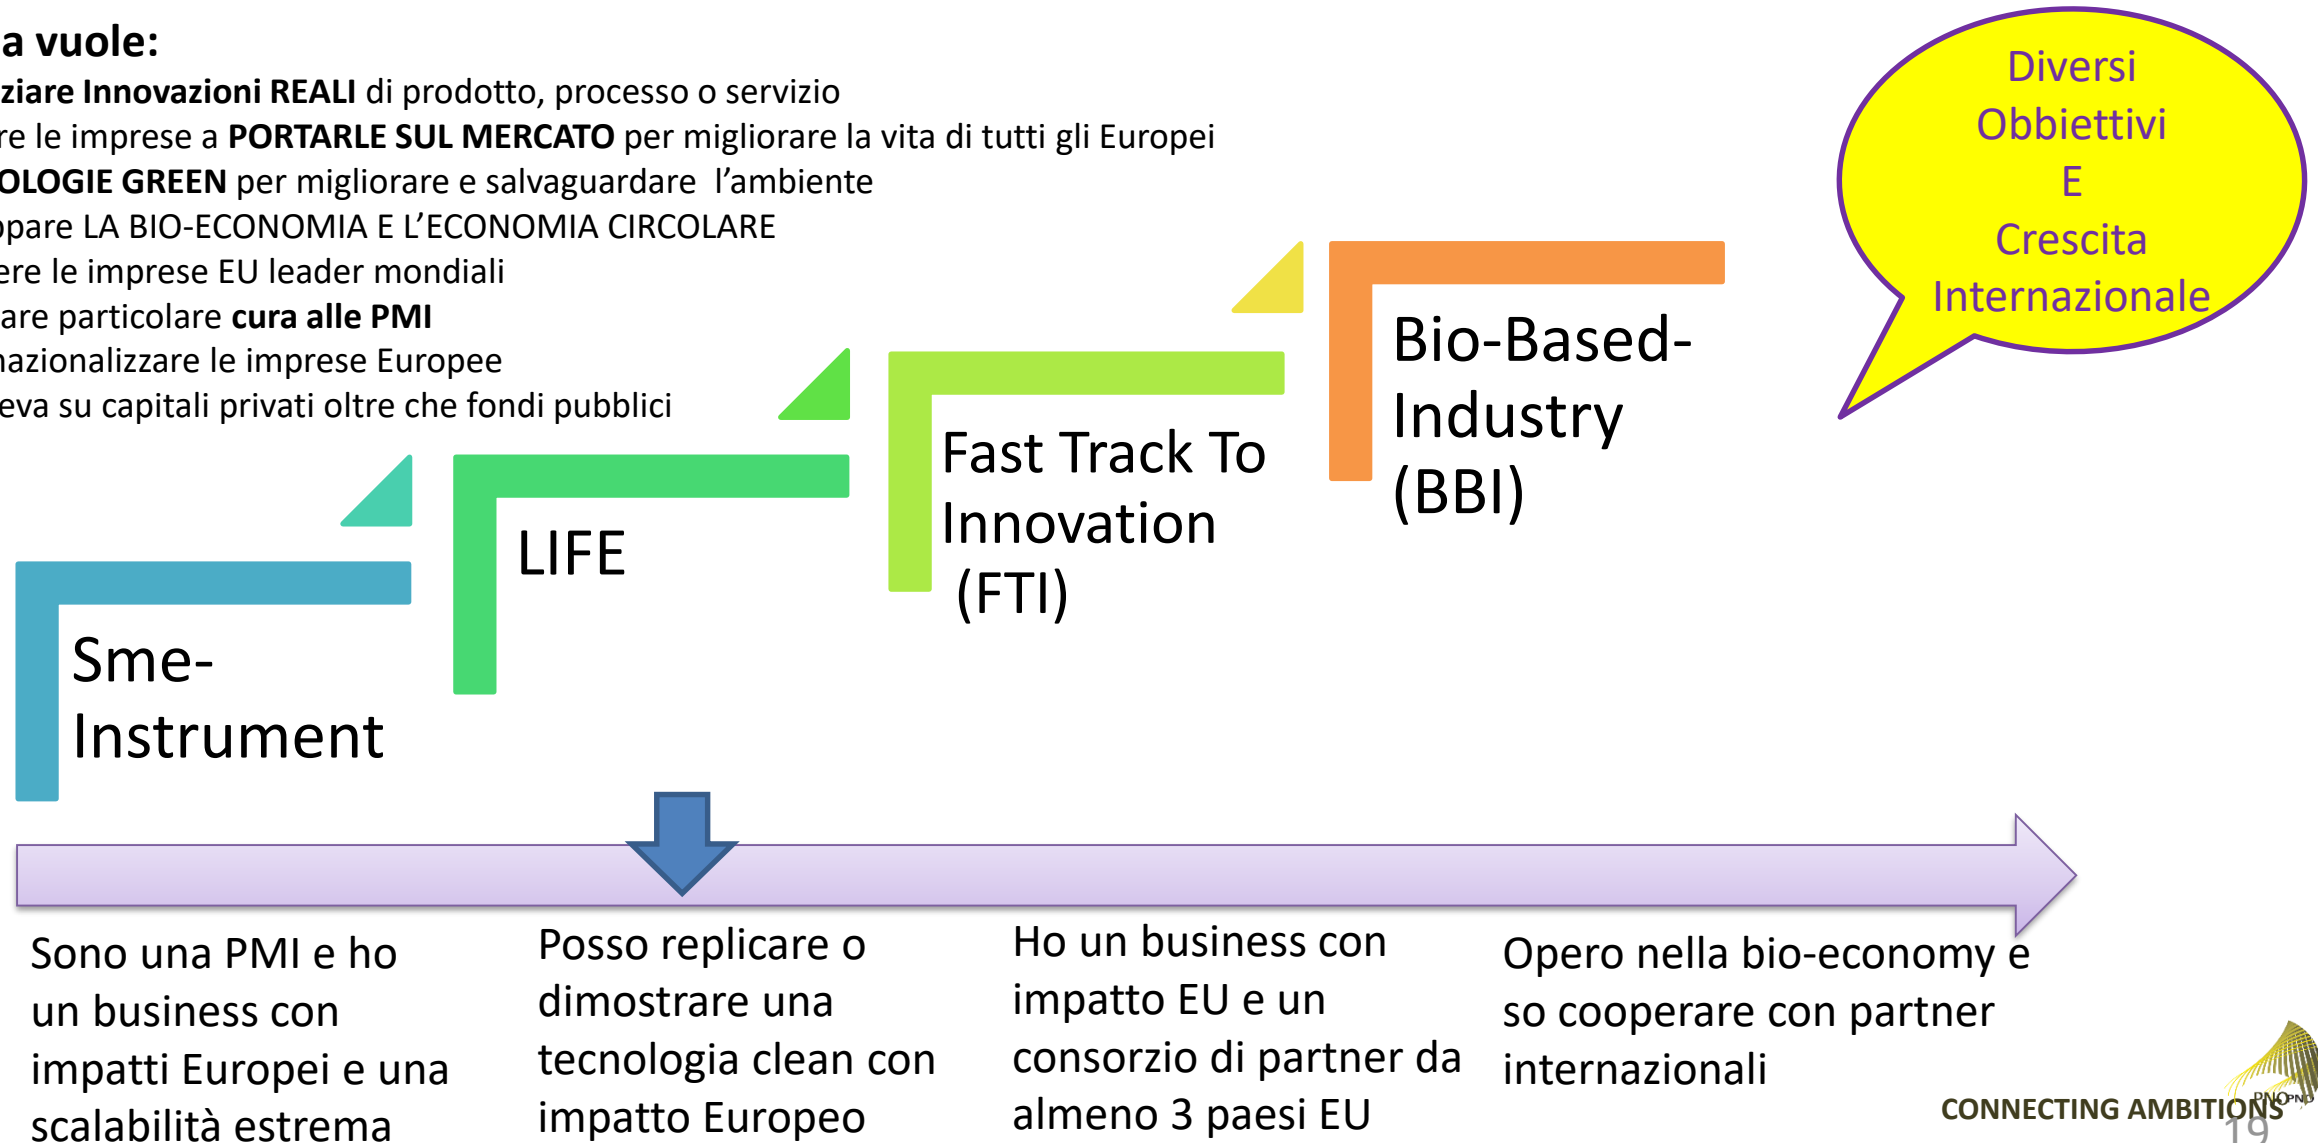 a vuole:
ziare Innovazioni REALI di prodotto, processo o servizio
re le imprese a PORTARLE SUL MERCATO per migliorare la vita di tutti gli Europei
OLOGIE GREEN per migliorare e salvaguardare l'ambiente
ppare LA BIO-ECONOMIA E L'ECONOMIA CIRCOLARE
ere le imprese EU leader mondiali
are particolare cura alle PMI
nazionalizzare le imprese Europee
eva su capitali privati oltre che fondi pubblici
Diversi
Obbiettivi
E
Crescita
Internazionale
Sme-
Instrument
LIFE
Fast Track To
Innovation
(FTI)
Bio-Based-
Industry
(BBI)
Sono una PMI e ho
un business con
impatti Europei e una
scalabilità estrema
Posso replicare o
dimostrare una
tecnologia clean con
impatto Europeo
Ho un business con
impatto EU e un
consorzio di partner da
almeno 3 paesi EU
Opero nella bio-economy e
so cooperare con partner
internazionali
CONNECTING AMBITIONS
PNO
19